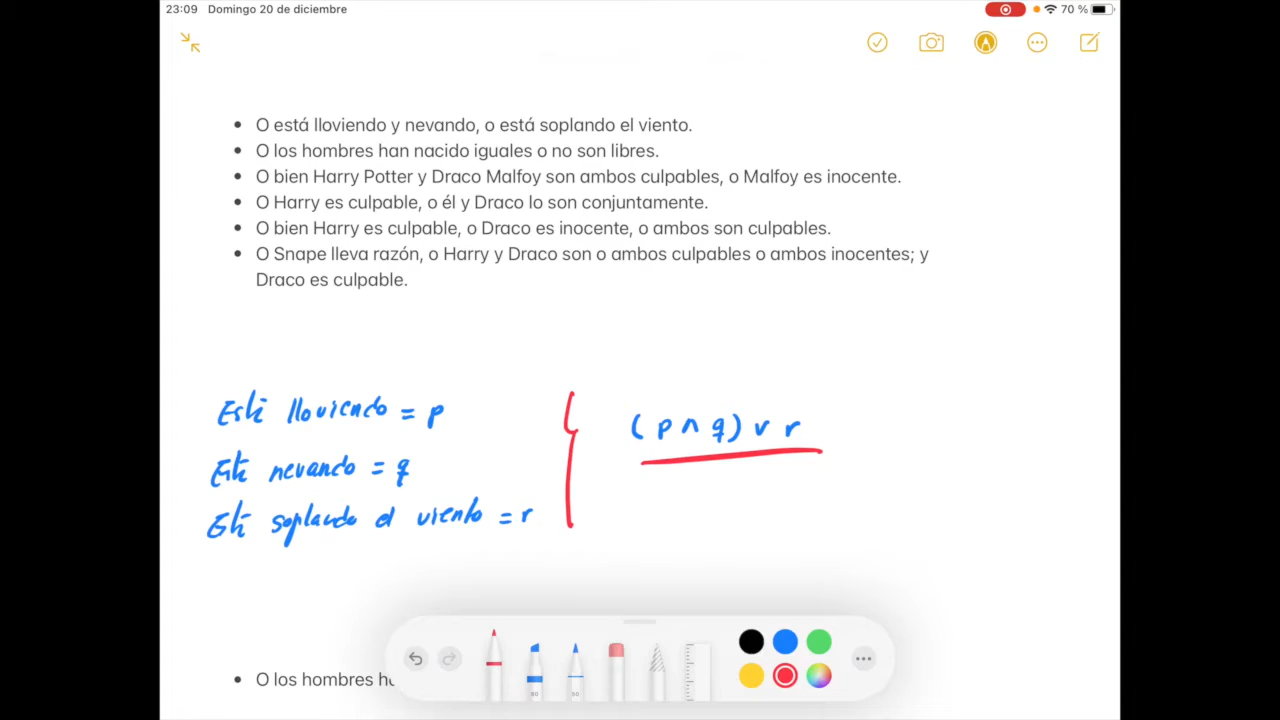 23:09 Domingo 20 de diciembre 70 %
• O está lloviendo y nevando, o está soplando el viento.
• O los hombres han nacido iguales o no son libres.
• O bien Harry Potter y Draco Malfoy son ambos culpables, o Malfoy es inocente.
• O Harry es culpable, o él y Draco lo son conjuntamente.
• O bien Harry es culpable, o Draco es inocente, o ambos son culpables.
• O Snape lleva razón, o Harry y Draco son o ambos culpables o ambos inocentes; y
Draco es culpable.
Está lloviendo = p
(p ∧ q) ∨ r
Está nevando = q
Está soplando el viento = r
50 50
• O los hombres